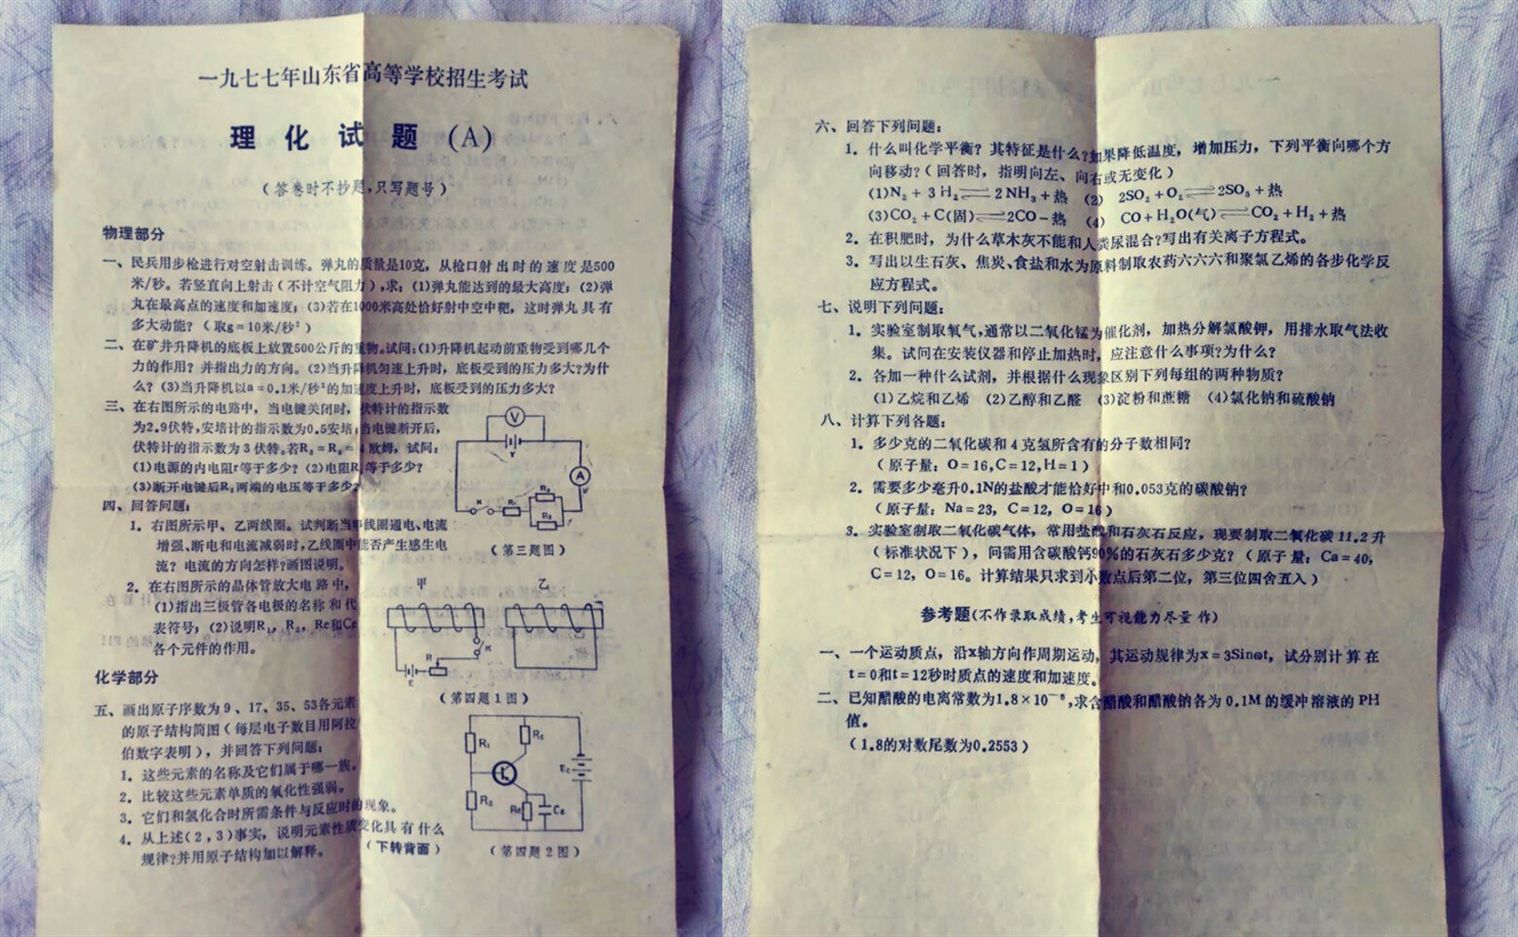 一九七七年山东省高等学校招生考试
理化试题(A)
(答卷时不抄题,只写题号)
物理部分
一、民兵用步枪进行对空射击训练。弹丸的质量是10克，从枪口射出时的速度是500
米/秒。若竖直向上射击(不计空气阻力),求：(1)弹丸能达到的最大高度；(2)弹
丸在最高点的速度和加速度；(3)若在1000米高处恰好射中空中靶，这时弹丸具有
多大动能？(取g=10米/秒²)
二、在矿井升降机的底板上放置500公斤的重物。试问：(1)升降机起动前重物受到哪几个
力的作用？并指出力的方向。(2)当升降机匀速上升时，底板受到的压力多大？为什
么？(3)当升降机以a=0.1米/秒²的加速度上升时，底板受到的压力多大？
三、在右图所示的电路中，当电键关闭时，伏特计的指示数
为2.9伏特，安培计的指示数为0.5安培；当电键断开后，
伏特计的指示数为3伏特。若R₂=R₃=4欧姆，试问：
(1)电源的内电阻r等于多少？(2)电阻R₁等于多少？
(3)断开电键后R₁两端的电压等于多少？
V
r
A
K R₁ R₂
R₃
(第三题图)
四、回答问题：
1．右图所示甲、乙两线圈。试判断当甲线圈通电、电流
增强、断电和电流减弱时，乙线圈中能否产生感生电
流？电流的方向怎样？画图说明。
2．在右图所示的晶体管放大电路中，
(1)指出三极管各电极的名称和代
表符号；(2)说明R₁，R₂，Re和Ce
各个元件的作用。
甲 乙
R K
E
(第四题1图)
R₁ Rc
Ec
R₂ Re Ce
(第四题2图)
化学部分
五、画出原子序数为9、17、35、53各元素
的原子结构简图(每层电子数目用阿拉
伯数字表明)，并回答下列问题：
1．这些元素的名称及它们属于哪一族。
2．比较这些元素单质的氧化性强弱。
3．它们和氢化合时所需条件与反应时的现象。
4．从上述(2，3)事实，说明元素性质变化具有什么
规律？并用原子结构加以解释。
(下转背面)
六、回答下列问题：
1．什么叫化学平衡？其特征是什么？如果降低温度，增加压力，下列平衡向哪个方
向移动？(回答时，指明向左、向右或无变化)
(1)N₂+3H₂⇌2NH₃+热 (2) 2SO₂+O₂⇌2SO₃+热
(3)CO₂+C(固)⇌2CO-热 (4) CO+H₂O(气)⇌CO₂+H₂+热
2．在积肥时，为什么草木灰不能和人粪尿混合？写出有关离子方程式。
3．写出以生石灰、焦炭、食盐和水为原料制取农药六六六和聚氯乙烯的各步化学反
应方程式。
七、说明下列问题：
1．实验室制取氧气，通常以二氧化锰为催化剂，加热分解氯酸钾，用排水取气法收
集。试问在安装仪器和停止加热时，应注意什么事项？为什么？
2．各加一种什么试剂，并根据什么现象区别下列每组的两种物质？
(1)乙烷和乙烯 (2)乙醇和乙醛 (3)淀粉和蔗糖 (4)氯化钠和硫酸钠
八、计算下列各题：
1．多少克的二氧化碳和4克氢所含有的分子数相同？
(原子量：O=16,C=12,H=1)
2．需要多少毫升0.1N的盐酸才能恰好中和0.053克的碳酸钠？
(原子量：Na=23，C=12，O=16)
3．实验室制取二氧化碳气体，常用盐酸和石灰石反应，现要制取二氧化碳11.2升
(标准状况下)，问需用含碳酸钙90%的石灰石多少克？(原子量：Ca=40，
C=12，O=16。计算结果只求到小数点后第二位，第三位四舍五入)
参考题(不作录取成绩，考生可视能力尽量作)
一、一个运动质点，沿x轴方向作周期运动，其运动规律为x=3Sinωt，试分别计算在
t=0和t=12秒时质点的速度和加速度。
二、已知醋酸的电离常数为1.8×10⁻⁵,求含醋酸和醋酸钠各为0.1M的缓冲溶液的PH
值。
(1.8的对数尾数为0.2553)